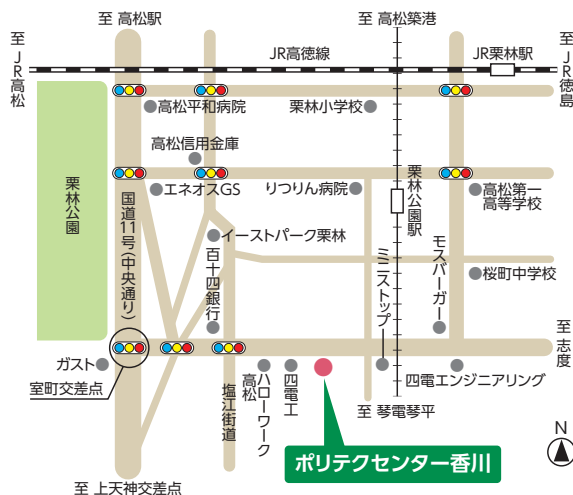 至 高松駅
至 高松築港
至 JR高松
JR高徳線
JR栗林駅
至 JR徳島
高松平和病院
栗林小学校
高松信用金庫
栗林公園
国道11号(中央通り)
エネオスGS
りつりん病院
栗林公園駅
高松第一
高等学校
イーストパーク栗林
百十四銀行
ミニストップ
モスバーガー
桜町中学校
至 志度
ガスト
室町交差点
塩江街道
ハローワーク
高松
四電工
四電エンジニアリング
至 琴電琴平
ポリテクセンター香川
N
至 上天神交差点